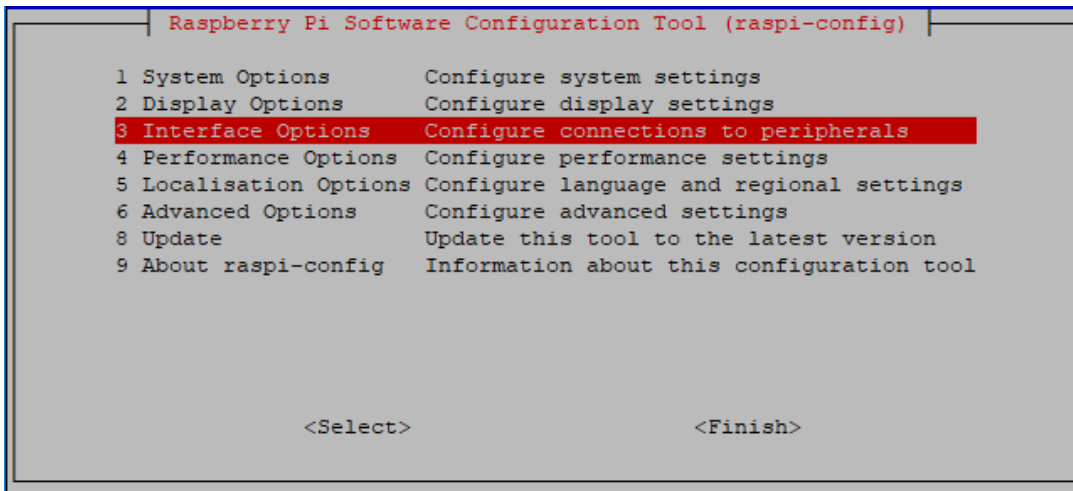 Raspberry Pi Software Configuration Tool (raspi-config)
1 System Options Configure system settings
2 Display Options Configure display settings
3 Interface Options Configure connections to peripherals
4 Performance Options Configure performance settings
5 Localisation Options Configure language and regional settings
6 Advanced Options Configure advanced settings
8 Update Update this tool to the latest version
9 About raspi-config Information about this configuration tool
<Select> <Finish>